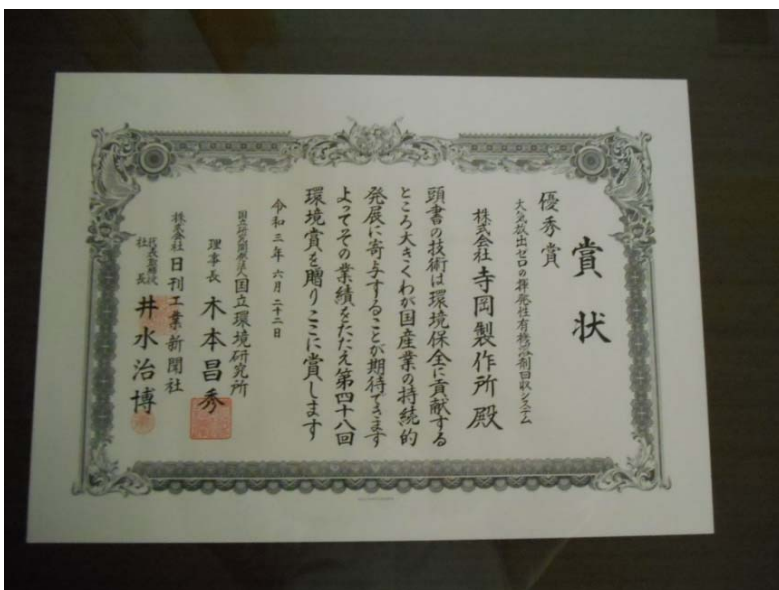 賞状
優秀賞
大気放出ゼロの揮発性有機溶剤回収システム
株式会社 寺岡製作所 殿
頭書の技術は環境保全に貢献する
ところ大きくわが国産業の持続的
発展に寄与することが期待できます
よってその業績をたたえ第四十八回
環境賞を贈りここに賞します
令和三年六月二十二日
国立研究開発法人 国立環境研究所
理事長 木本昌秀
株式会社 日刊工業新聞社
代表取締役社長 井水治博